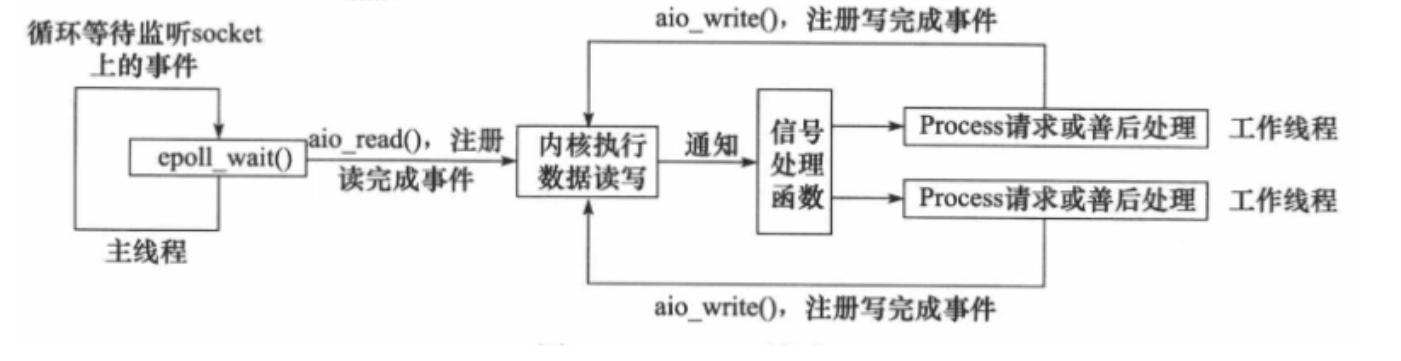 aio_write()，注册写完成事件
循环等待监听socket
上的事件
epoll_wait()
aio_read()，注册
读完成事件
内核执行
数据读写
通知
信号
处理
函数
Process请求或善后处理
工作线程
Process请求或善后处理
工作线程
主线程
aio_write()，注册写完成事件